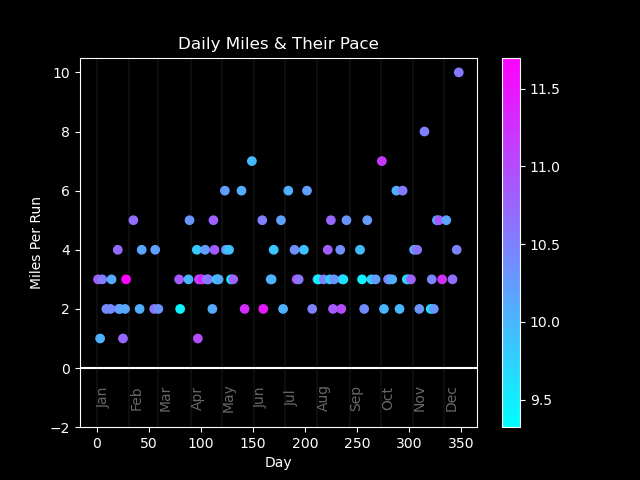 Daily Miles & Their Pace
10
8
6
4
2
0
−2
Miles Per Run
Jan
Feb
Mar
Apr
May
Jun
Jul
Aug
Sep
Oct
Nov
Dec
0 50 100 150 200 250 300 350
Day
11.5
11.0
10.5
10.0
9.5